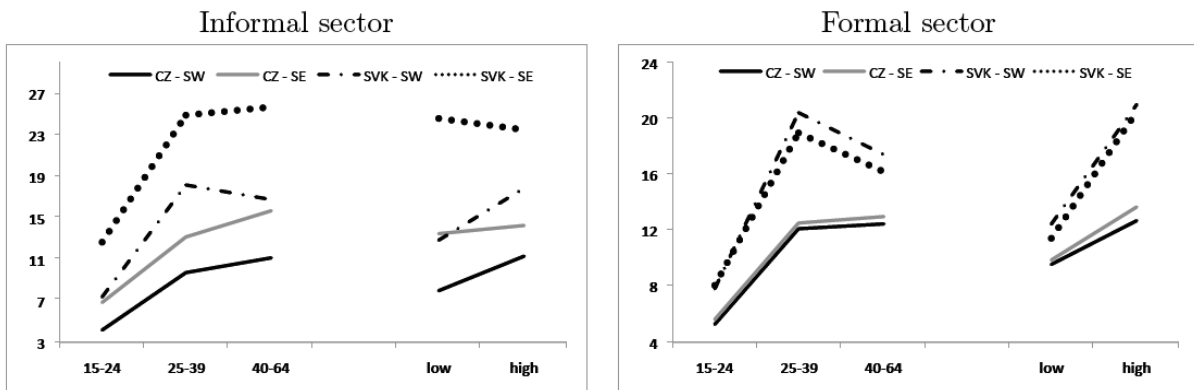 Informal sector
CZ - SW CZ - SE SVK - SW SVK - SE
27
23
19
15
11
7
3
15-24 25-39 40-64 low high
Formal sector
24
CZ - SW CZ - SE SVK - SW SVK - SE
20
16
12
8
4
15-24 25-39 40-64 low high